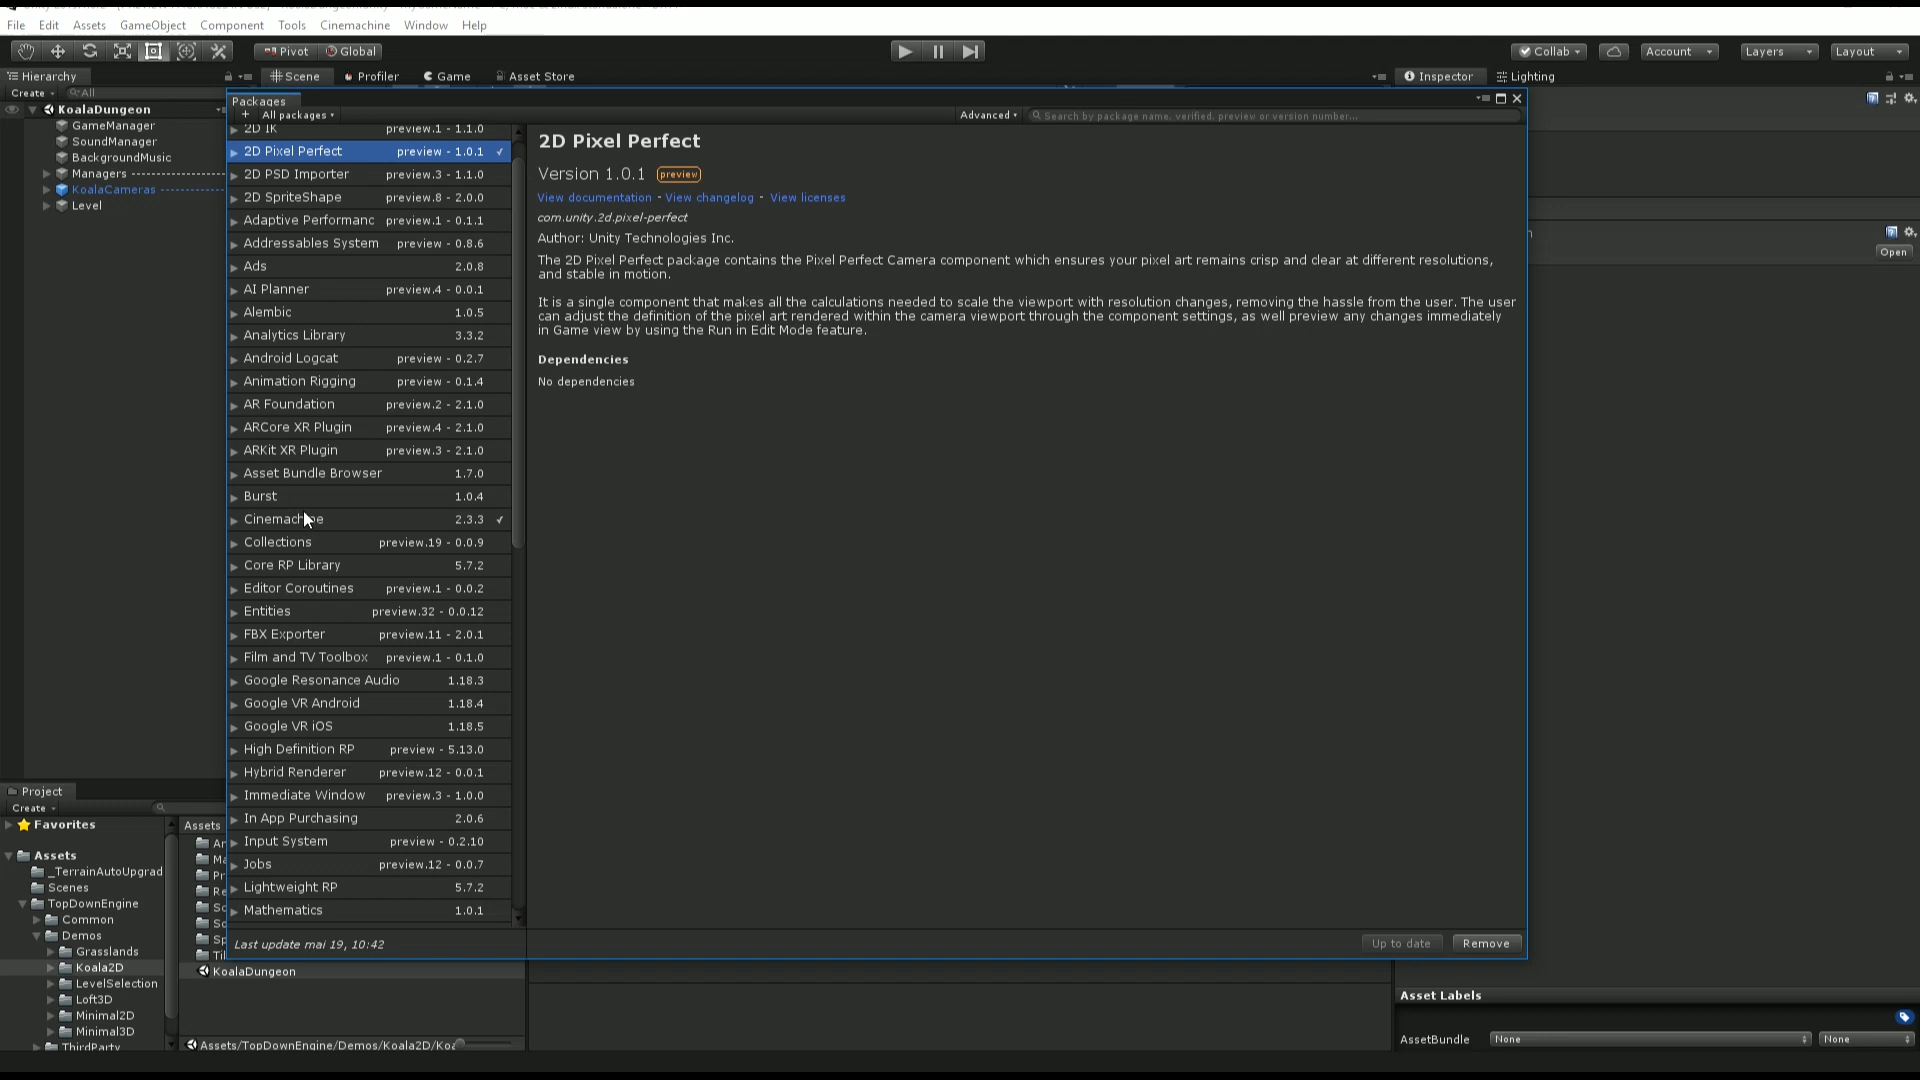 File Edit Assets GameObject Component Tools Cinemachine Window Help
Pivot Global Collab Account Layers Layout
Hierarchy Scene Profiler Game Asset Store Inspector Lighting
Create All
KoalaDungeon
GameManager
SoundManager
BackgroundMusic
Managers
KoalaCameras
Level
Packages
+ All packages Advanced Search by package name, verified, preview or version number...
2D IK preview.1 - 1.1.0
2D Pixel Perfect preview - 1.0.1 ✓
2D PSD Importer preview.3 - 1.1.0
2D SpriteShape preview.8 - 2.0.0
Adaptive Performanc preview.1 - 0.1.1
Addressables System preview - 0.8.6
Ads 2.0.8
AI Planner preview.4 - 0.0.1
Alembic 1.0.5
Analytics Library 3.3.2
Android Logcat preview - 0.2.7
Animation Rigging preview - 0.1.4
AR Foundation preview.2 - 2.1.0
ARCore XR Plugin preview.4 - 2.1.0
ARKit XR Plugin preview.3 - 2.1.0
Asset Bundle Browser 1.7.0
Burst 1.0.4
Cinemachine 2.3.3 ✓
Collections preview.19 - 0.0.9
Core RP Library 5.7.2
Editor Coroutines preview.1 - 0.0.2
Entities preview.32 - 0.0.12
FBX Exporter preview.11 - 2.0.1
Film and TV Toolbox preview.1 - 0.1.0
Google Resonance Audio 1.18.3
Google VR Android 1.18.4
Google VR iOS 1.18.5
High Definition RP preview - 5.13.0
Hybrid Renderer preview.12 - 0.0.1
Immediate Window preview.3 - 1.0.0
In App Purchasing 2.0.6
Input System preview - 0.2.10
Jobs preview.12 - 0.0.7
Lightweight RP 5.7.2
Mathematics 1.0.1
Last update mai 19, 10:42
2D Pixel Perfect
Version 1.0.1 preview
View documentation - View changelog - View licenses
com.unity.2d.pixel-perfect
Author: Unity Technologies Inc.
The 2D Pixel Perfect package contains the Pixel Perfect Camera component which ensures your pixel art remains crisp and clear at different resolutions,
and stable in motion.
It is a single component that makes all the calculations needed to scale the viewport with resolution changes, removing the hassle from the user. The user
can adjust the definition of the pixel art rendered within the camera viewport through the component settings, as well preview any changes immediately
in Game view by using the Run in Edit Mode feature.
Dependencies
No dependencies
Up to date Remove
Open
Project
Create
Favorites
Assets
_TerrainAutoUpgrad
Scenes
TopDownEngine
Common
Demos
Grasslands
Koala2D
LevelSelection
Loft3D
Minimal2D
Minimal3D
ThirdParty
Assets
KoalaDungeon
Assets/TopDownEngine/Demos/Koala2D/Koa
Asset Labels
AssetBundle None None